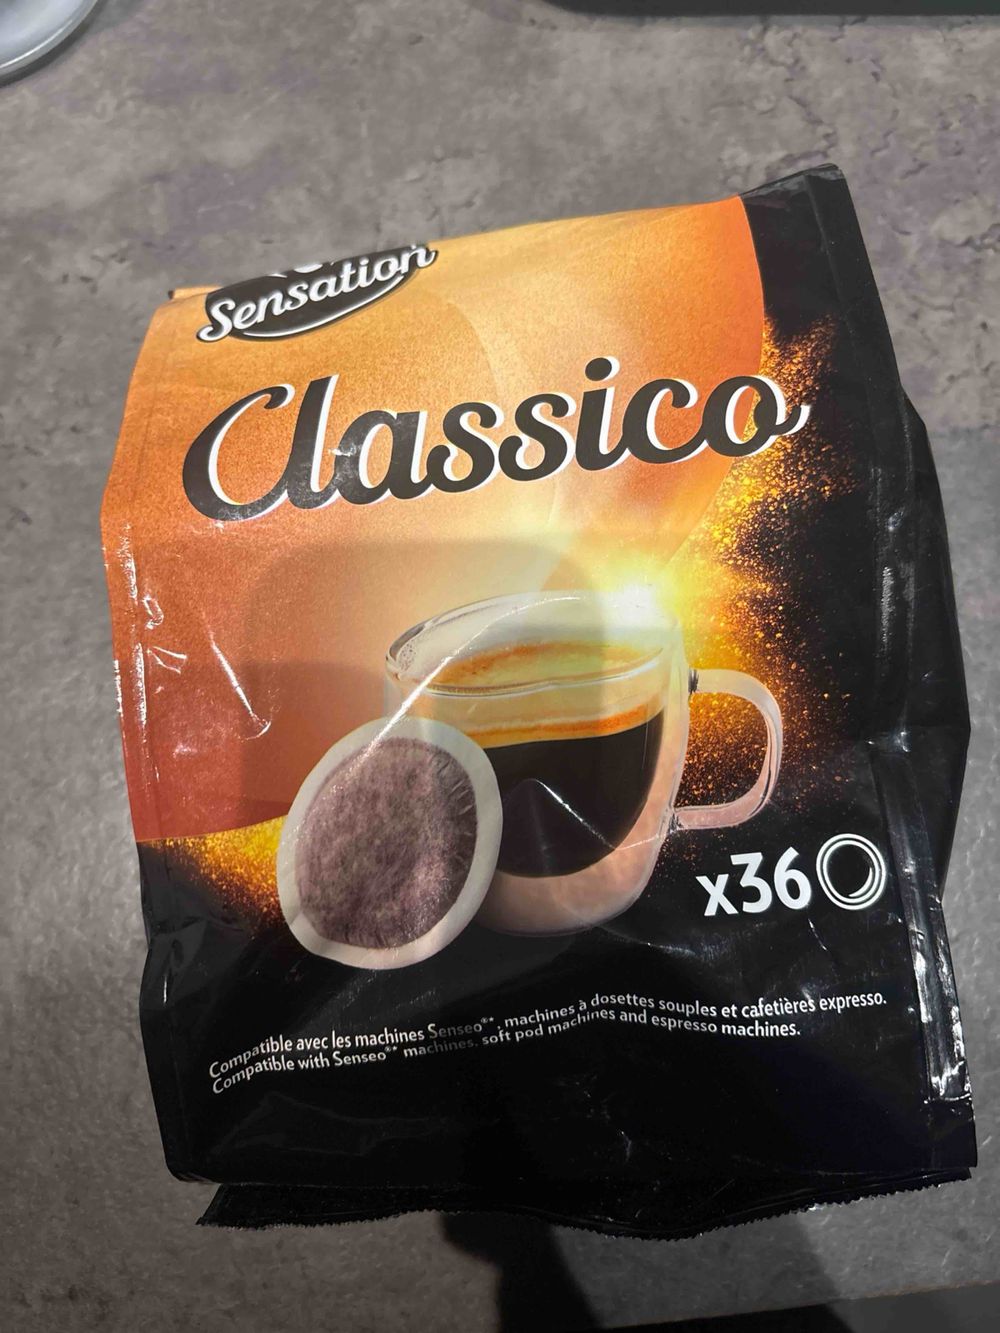 Sensation
Classico
x36
Compatible avec les machines Senseo®*, machines à dosettes souples et cafetières expresso.
Compatible with Senseo®* machines, soft pod machines and espresso machines.